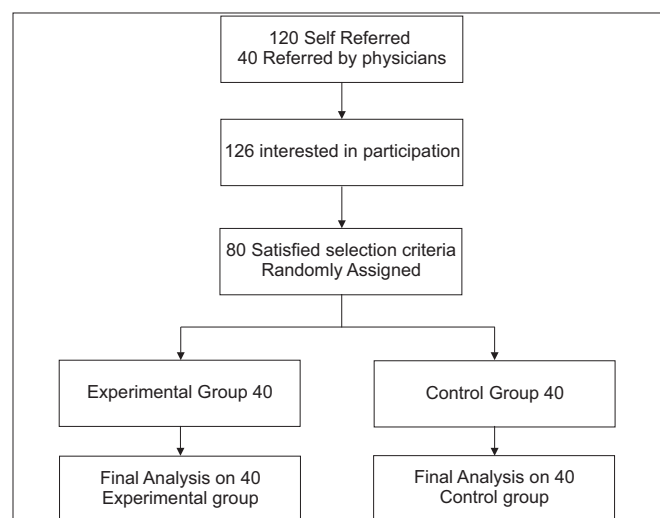 120 Self Referred
40 Referred by physicians
126 interested in participation
80 Satisfied selection criteria
Randomly Assigned
Experimental Group 40
Control Group 40
Final Analysis on 40
Experimental group
Final Analysis on 40
Control group